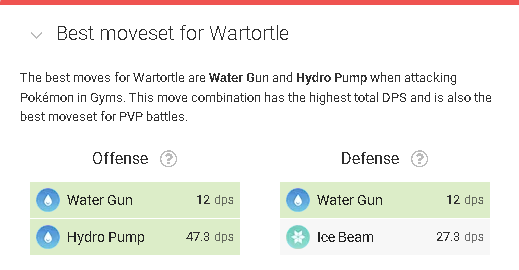 Best moveset for Wartortle
The best moves for Wartortle are Water Gun and Hydro Pump when attacking
Pokémon in Gyms. This move combination has the highest total DPS and is also the
best moveset for PVP battles.
Offense ?
Defense ?
Water Gun 12 dps
Water Gun 12 dps
Hydro Pump 47.3 dps
Ice Beam 27.3 dps